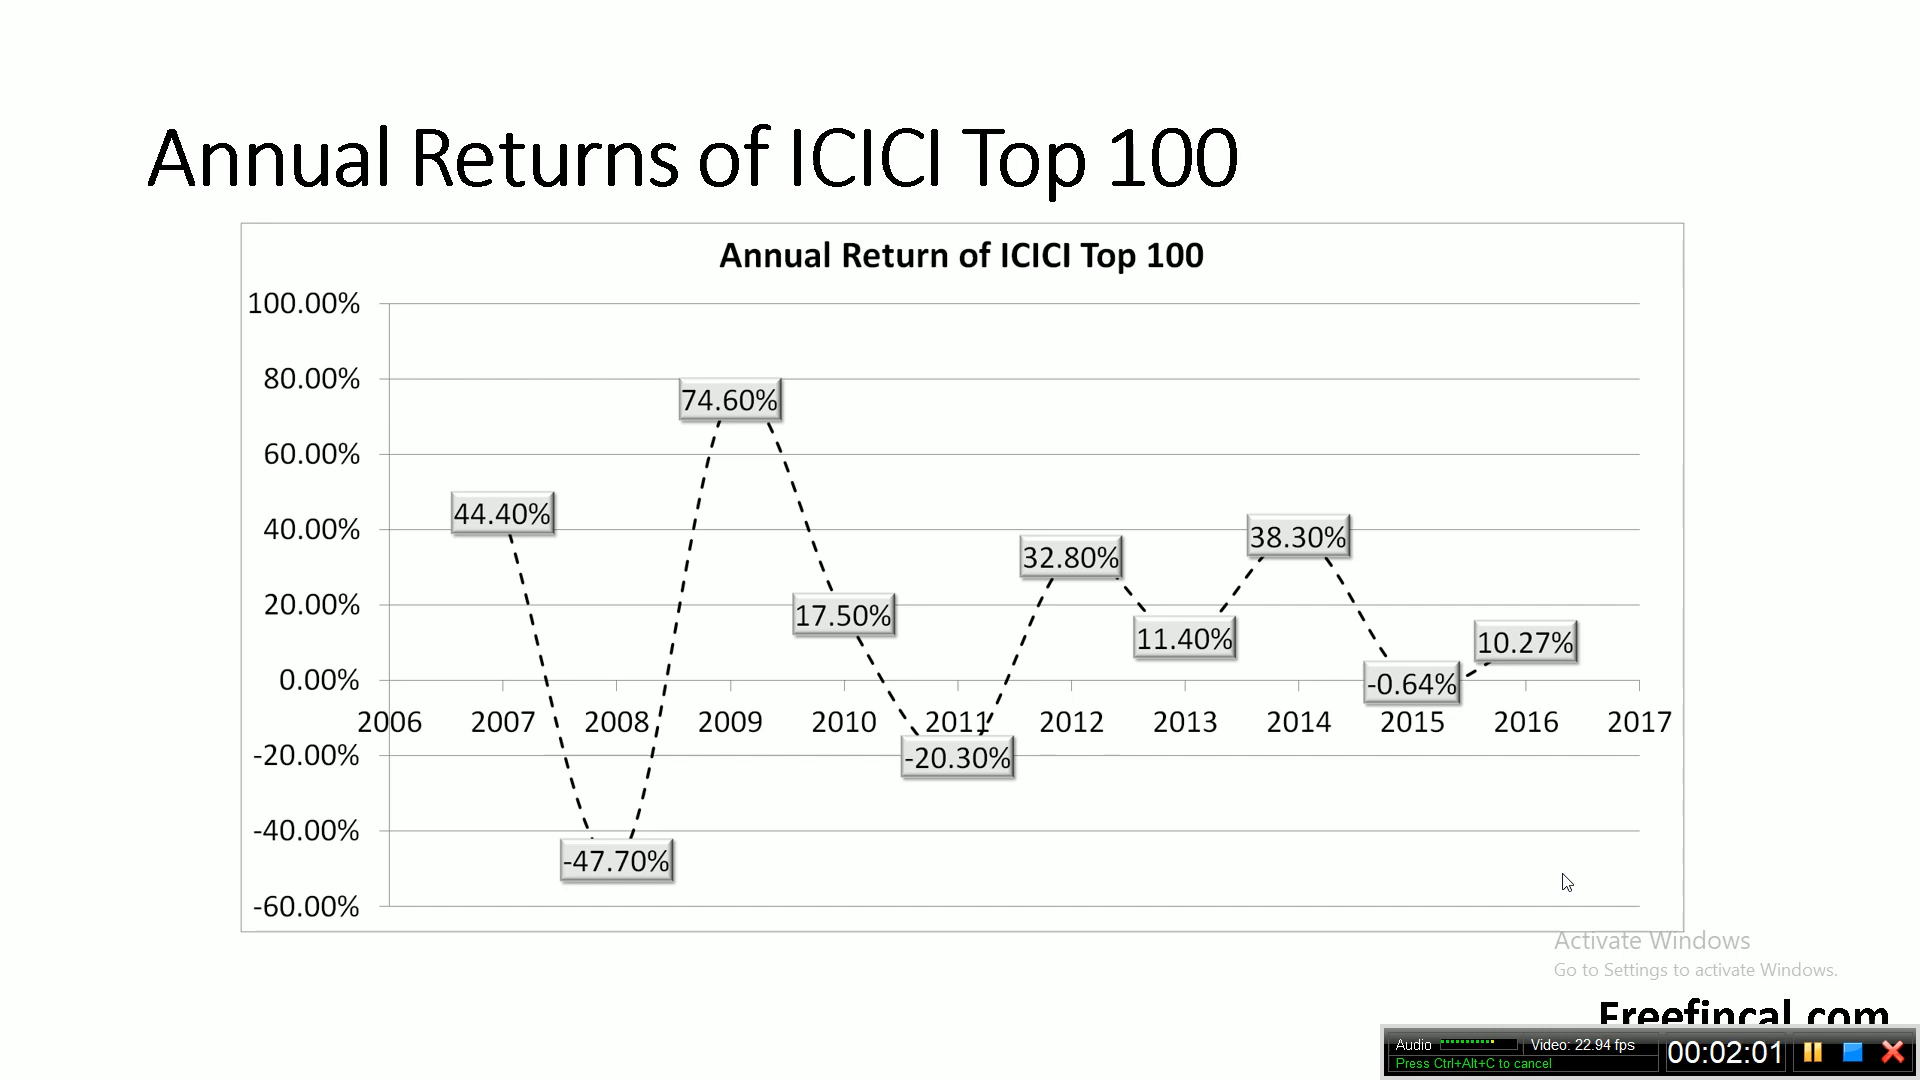 Annual Returns of ICICI Top 100
Annual Return of ICICI Top 100
100.00%
80.00%
74.60%
60.00%
44.40%
40.00%
38.30%
32.80%
20.00%
17.50%
11.40%
10.27%
0.00%
-0.64%
2006 2007 2008 2009 2010 2011 2012 2013 2014 2015 2016 2017
-20.00%
-20.30%
-40.00%
-47.70%
-60.00%
Activate Windows
Go to Settings to activate Windows.
Freefincal.com
Audio Video: 22.94 fps 00:02:01
Press Ctrl+Alt+C to cancel